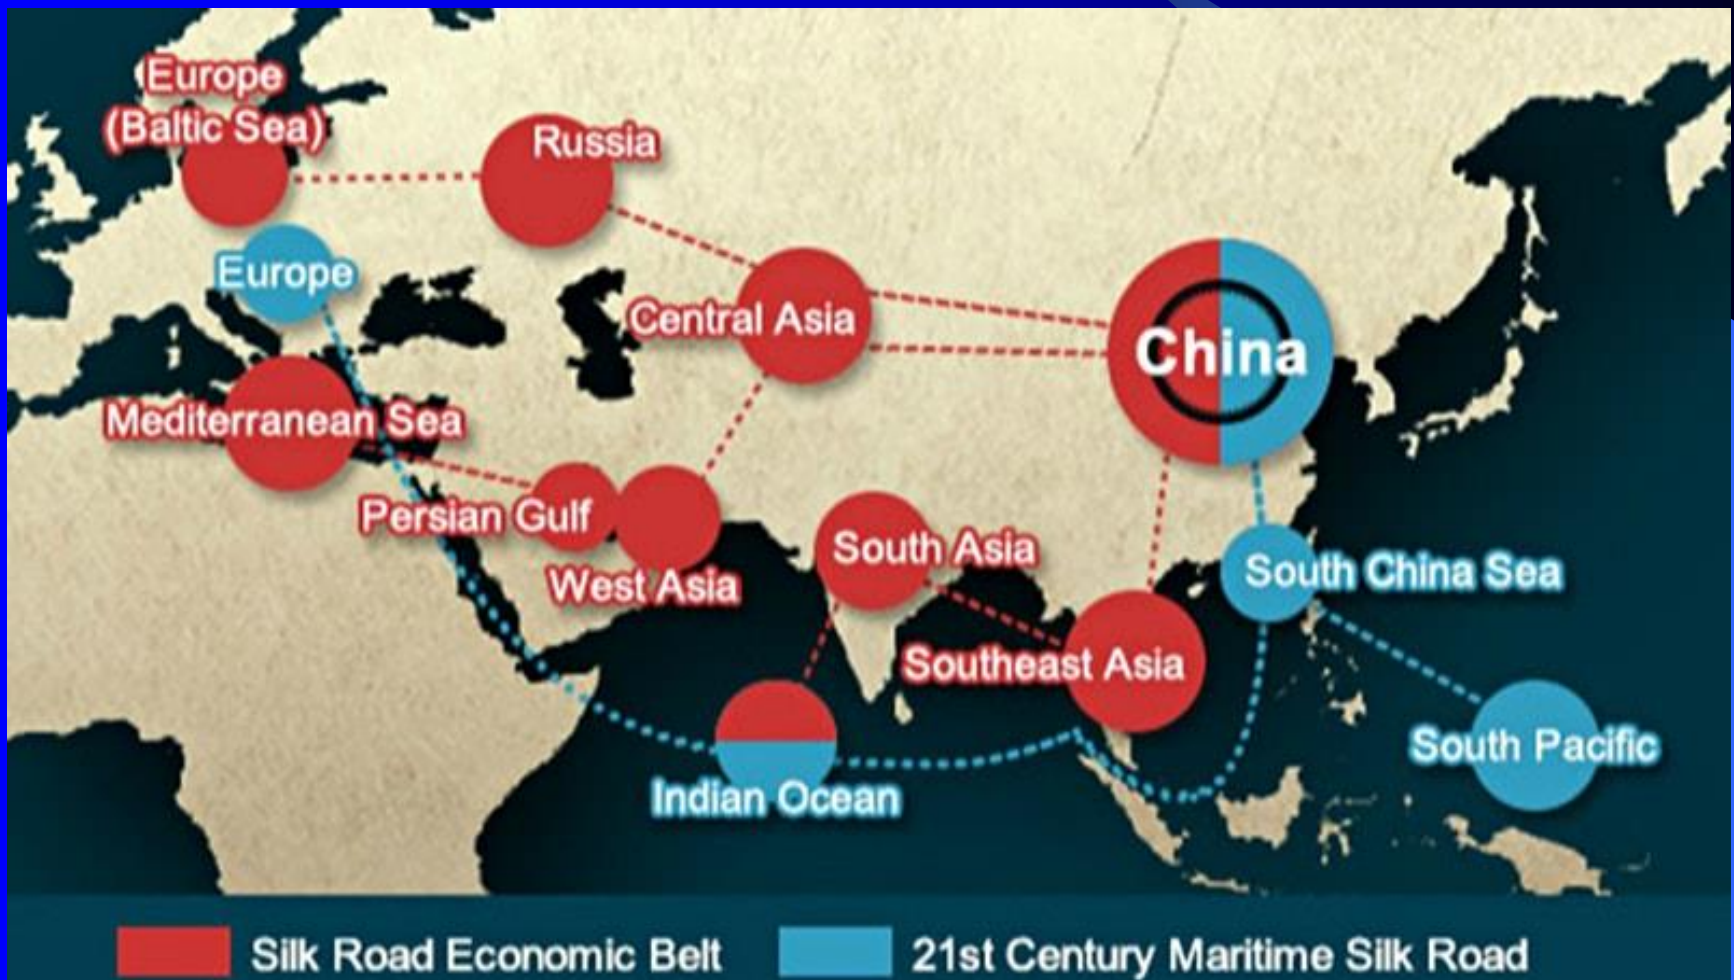 Europe
(Baltic Sea)
Russia
Europe
Central Asia
China
Mediterranean Sea
Persian Gulf
West Asia
South Asia
South China Sea
Southeast Asia
South Pacific
Indian Ocean
Silk Road Economic Belt
21st Century Maritime Silk Road